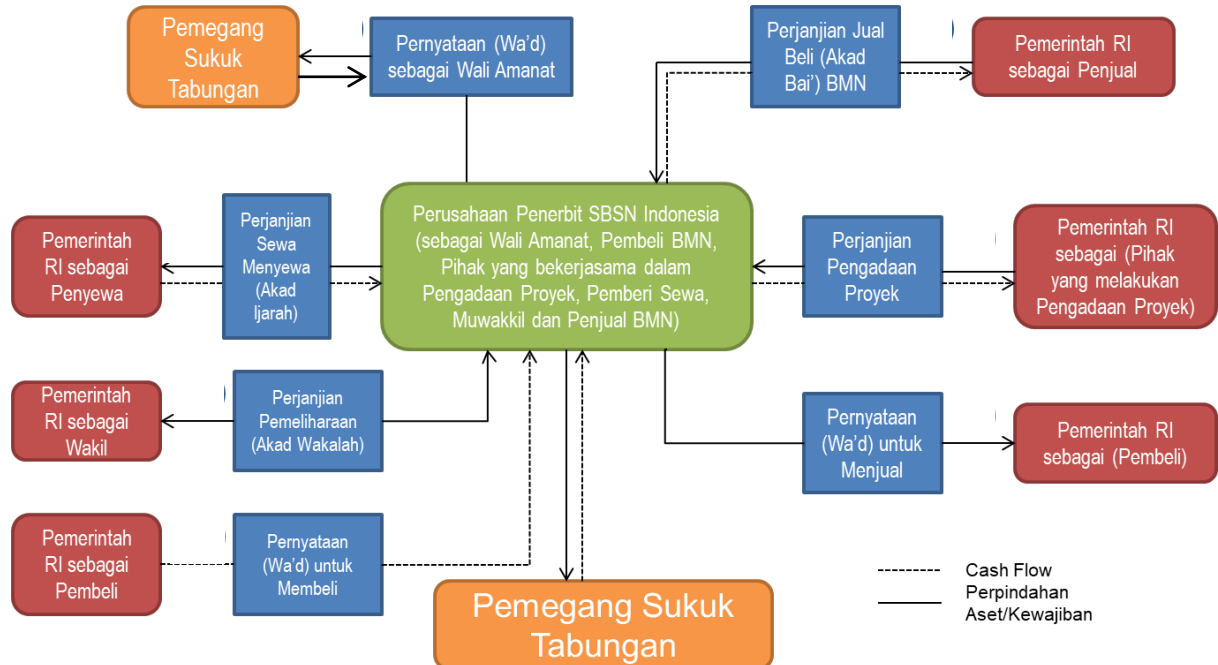 Pemegang
Sukuk
Tabungan
Pernyataan (Wa'd)
sebagai Wali Amanat
Perjanjian Jual
Beli (Akad
Bai') BMN
Pemerintah RI
sebagai Penjual
Pemerintah
RI sebagai
Penyewa
Perjanjian
Sewa
Menyewa
(Akad
Ijarah)
Perusahaan Penerbit SBSN Indonesia
(sebagai Wali Amanat, Pembeli BMN,
Pihak yang bekerjasama dalam
Pengadaan Proyek, Pemberi Sewa,
Muwakkil dan Penjual BMN)
Perjanjian
Pengadaan
Proyek
Pemerintah RI
sebagai (Pihak
yang melakukan
Pengadaan Proyek)
Pemerintah
RI sebagai
Wakil
Perjanjian
Pemeliharaan
(Akad Wakalah)
Pernyataan
(Wa'd) untuk
Menjual
Pemerintah RI
sebagai (Pembeli)
Pemerintah
RI sebagai
Pembeli
Pernyataan
(Wa'd) untuk
Membeli
Pemegang Sukuk
Tabungan
Cash Flow
Perpindahan
Aset/Kewajiban